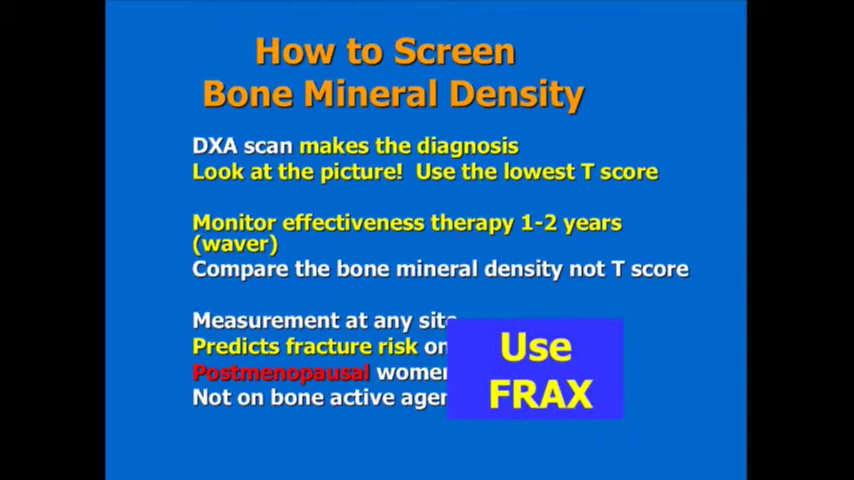 How to Screen
Bone Mineral Density
DXA scan makes the diagnosis
Look at the picture!  Use the lowest T score
Monitor effectiveness therapy 1-2 years
(waver)
Compare the bone mineral density not T score
Measurement at any site
Predicts fracture risk
Postmenopausal women
Not on bone active
Use
FRAX